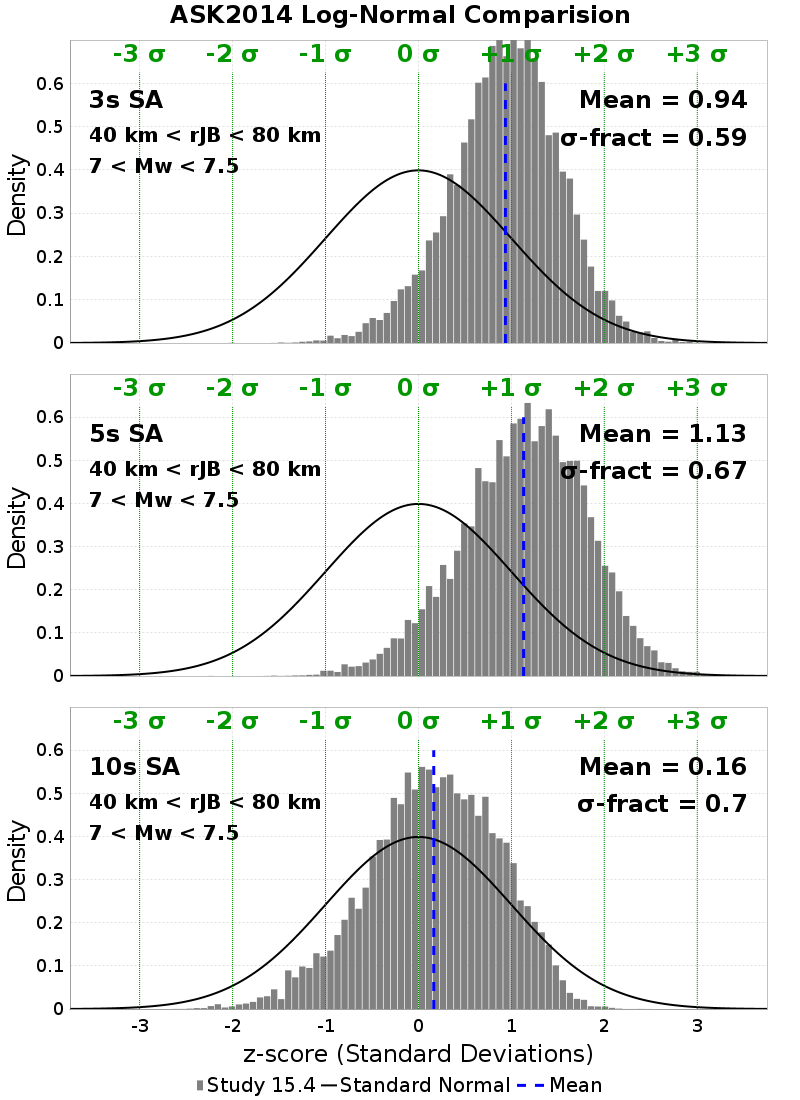 ASK2014 Log-Normal Comparision
-3 σ -2 σ -1 σ 0 σ +1 σ +2 σ +3 σ
3s SA
40 km < rJB < 80 km
7 < Mw < 7.5
Mean = 0.94
σ-fract = 0.59
Density
0.6
0.5
0.4
0.3
0.2
0.1
0
-3 σ -2 σ -1 σ 0 σ +1 σ +2 σ +3 σ
5s SA
40 km < rJB < 80 km
7 < Mw < 7.5
Mean = 1.13
σ-fract = 0.67
Density
0.6
0.5
0.4
0.3
0.2
0.1
0
-3 σ -2 σ -1 σ 0 σ +1 σ +2 σ +3 σ
10s SA
40 km < rJB < 80 km
7 < Mw < 7.5
Mean = 0.16
σ-fract = 0.7
Density
0.6
0.5
0.4
0.3
0.2
0.1
0
-3 -2 -1 0 1 2 3
z-score (Standard Deviations)
Study 15.4 Standard Normal Mean